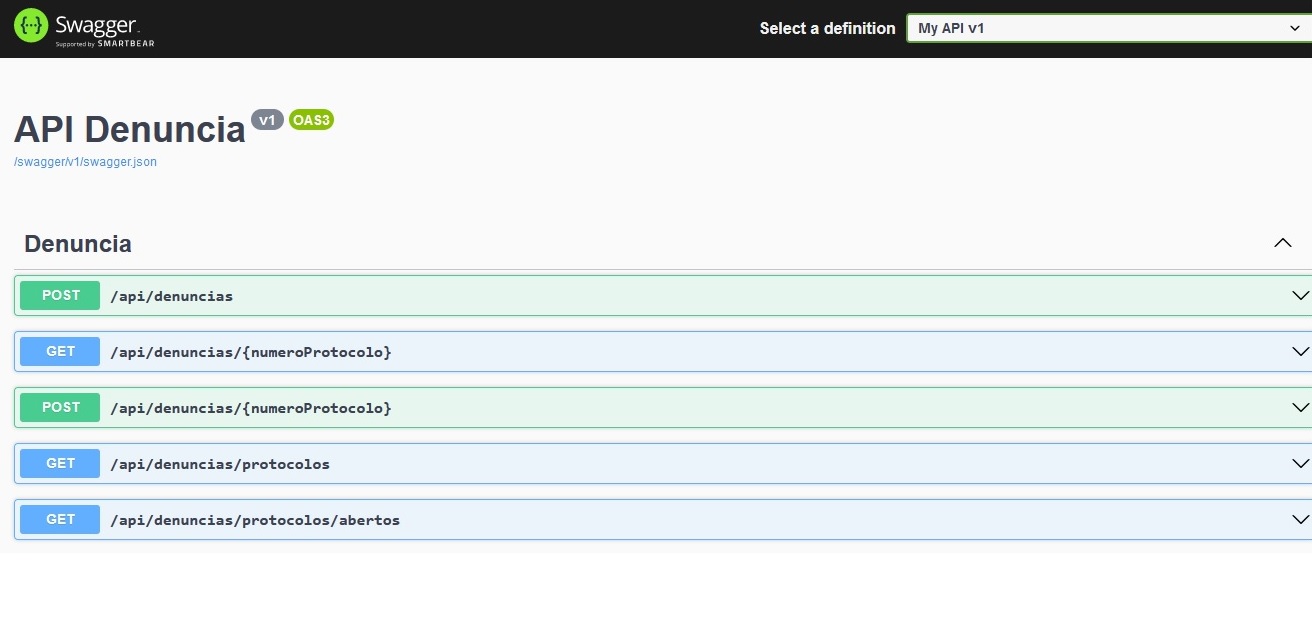 Swagger
Supported by SMARTBEAR
Select a definition
My API v1
API Denuncia v1 OAS3
/swagger/v1/swagger.json
Denuncia
POST /api/denuncias
GET /api/denuncias/{numeroProtocolo}
POST /api/denuncias/{numeroProtocolo}
GET /api/denuncias/protocolos
GET /api/denuncias/protocolos/abertos